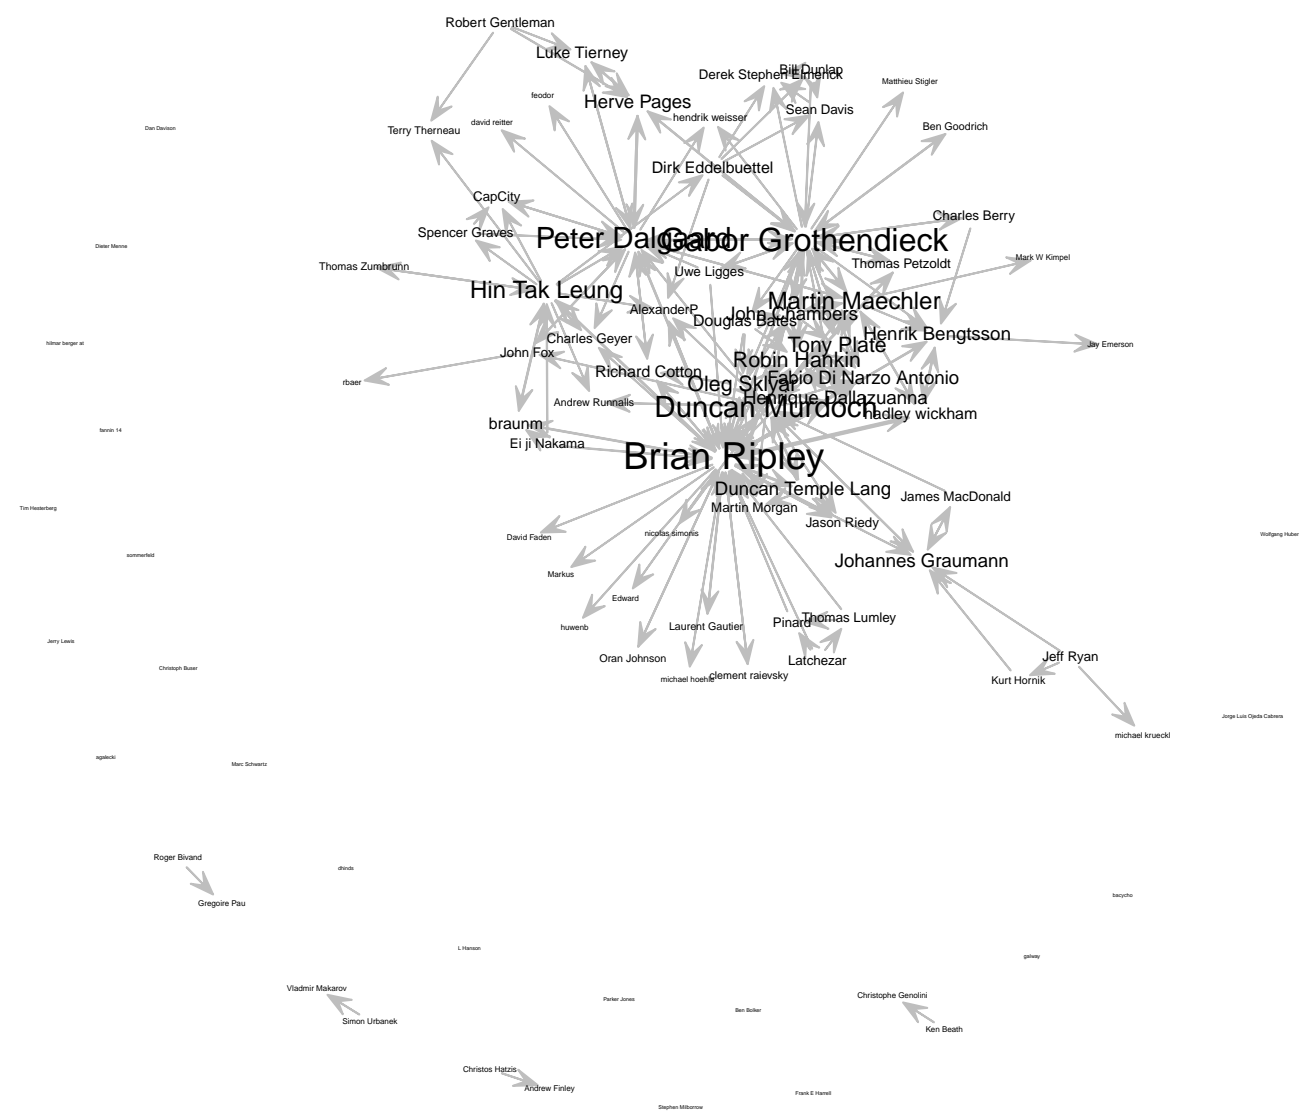 Robert Gentleman
Luke Tierney
Bill Dunlap
Derek Stephen Elmerick
Matthieu Stigler
feodor
Herve Pages
Sean Davis
hendrik weisser
david reitter
Ben Goodrich
Dan Davison
Terry Therneau
Dirk Eddelbuettel
CapCity
Charles Berry
Spencer Graves
Peter Dalgaard
Gabor Grothendieck
Dieter Menne
Mark W Kimpel
Thomas Petzoldt
Thomas Zumbrunn
Uwe Ligges
Hin Tak Leung
Martin Maechler
AlexanderP
John Chambers
Douglas Bates
Henrik Bengtsson
Charles Geyer
hilmar berger at
Jay Emerson
Tony Plate
John Fox
Robin Hankin
Richard Cotton
Fabio Di Narzo Antonio
rbaer
Oleg Sklyar
Henrique Dallazuanna
Andrew Runnalls
Duncan Murdoch
hadley wickham
braunm
fannin 14
Ei ji Nakama
Brian Ripley
Duncan Temple Lang
James MacDonald
Martin Morgan
Tim Hesterberg
Jason Riedy
nicolas simonis
Wolfgang Huber
David Faden
sommerfeld
Johannes Graumann
Markus
Edward
Thomas Lumley
Pinard
Laurent Gautier
huwenb
Jerry Lewis
Jeff Ryan
Oran Johnson
Latchezar
Christoph Buser
clement raievsky
michael hoehle
Kurt Hornik
Jorge Luis Ojeda Cabrera
michael krueckl
agalecki
Marc Schwartz
Roger Bivand
dhinds
bacycho
Gregoire Pau
L Hanson
galway
Vladmir Makarov
Christophe Genolini
Parker Jones
Ben Bolker
Simon Urbanek
Ken Beath
Christos Hatzis
Andrew Finley
Frank E Harrell
Stephen Milborrow